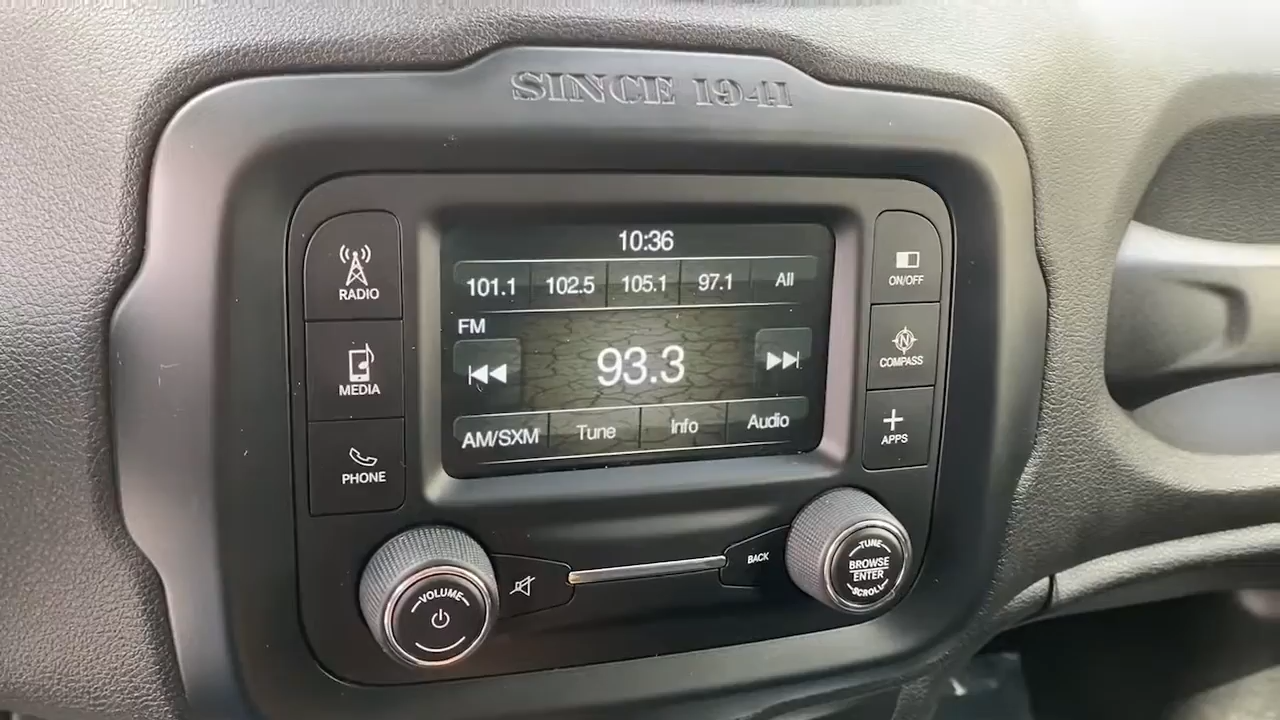 SINCE 1941
10:36
101.1 102.5 105.1 97.1 All
FM
93.3
AM/SXM Tune Info Audio
RADIO
MEDIA
PHONE
ON/OFF
N
COMPASS
APPS
VOLUME
BACK
TUNE
BROWSE
ENTER
SCROLL